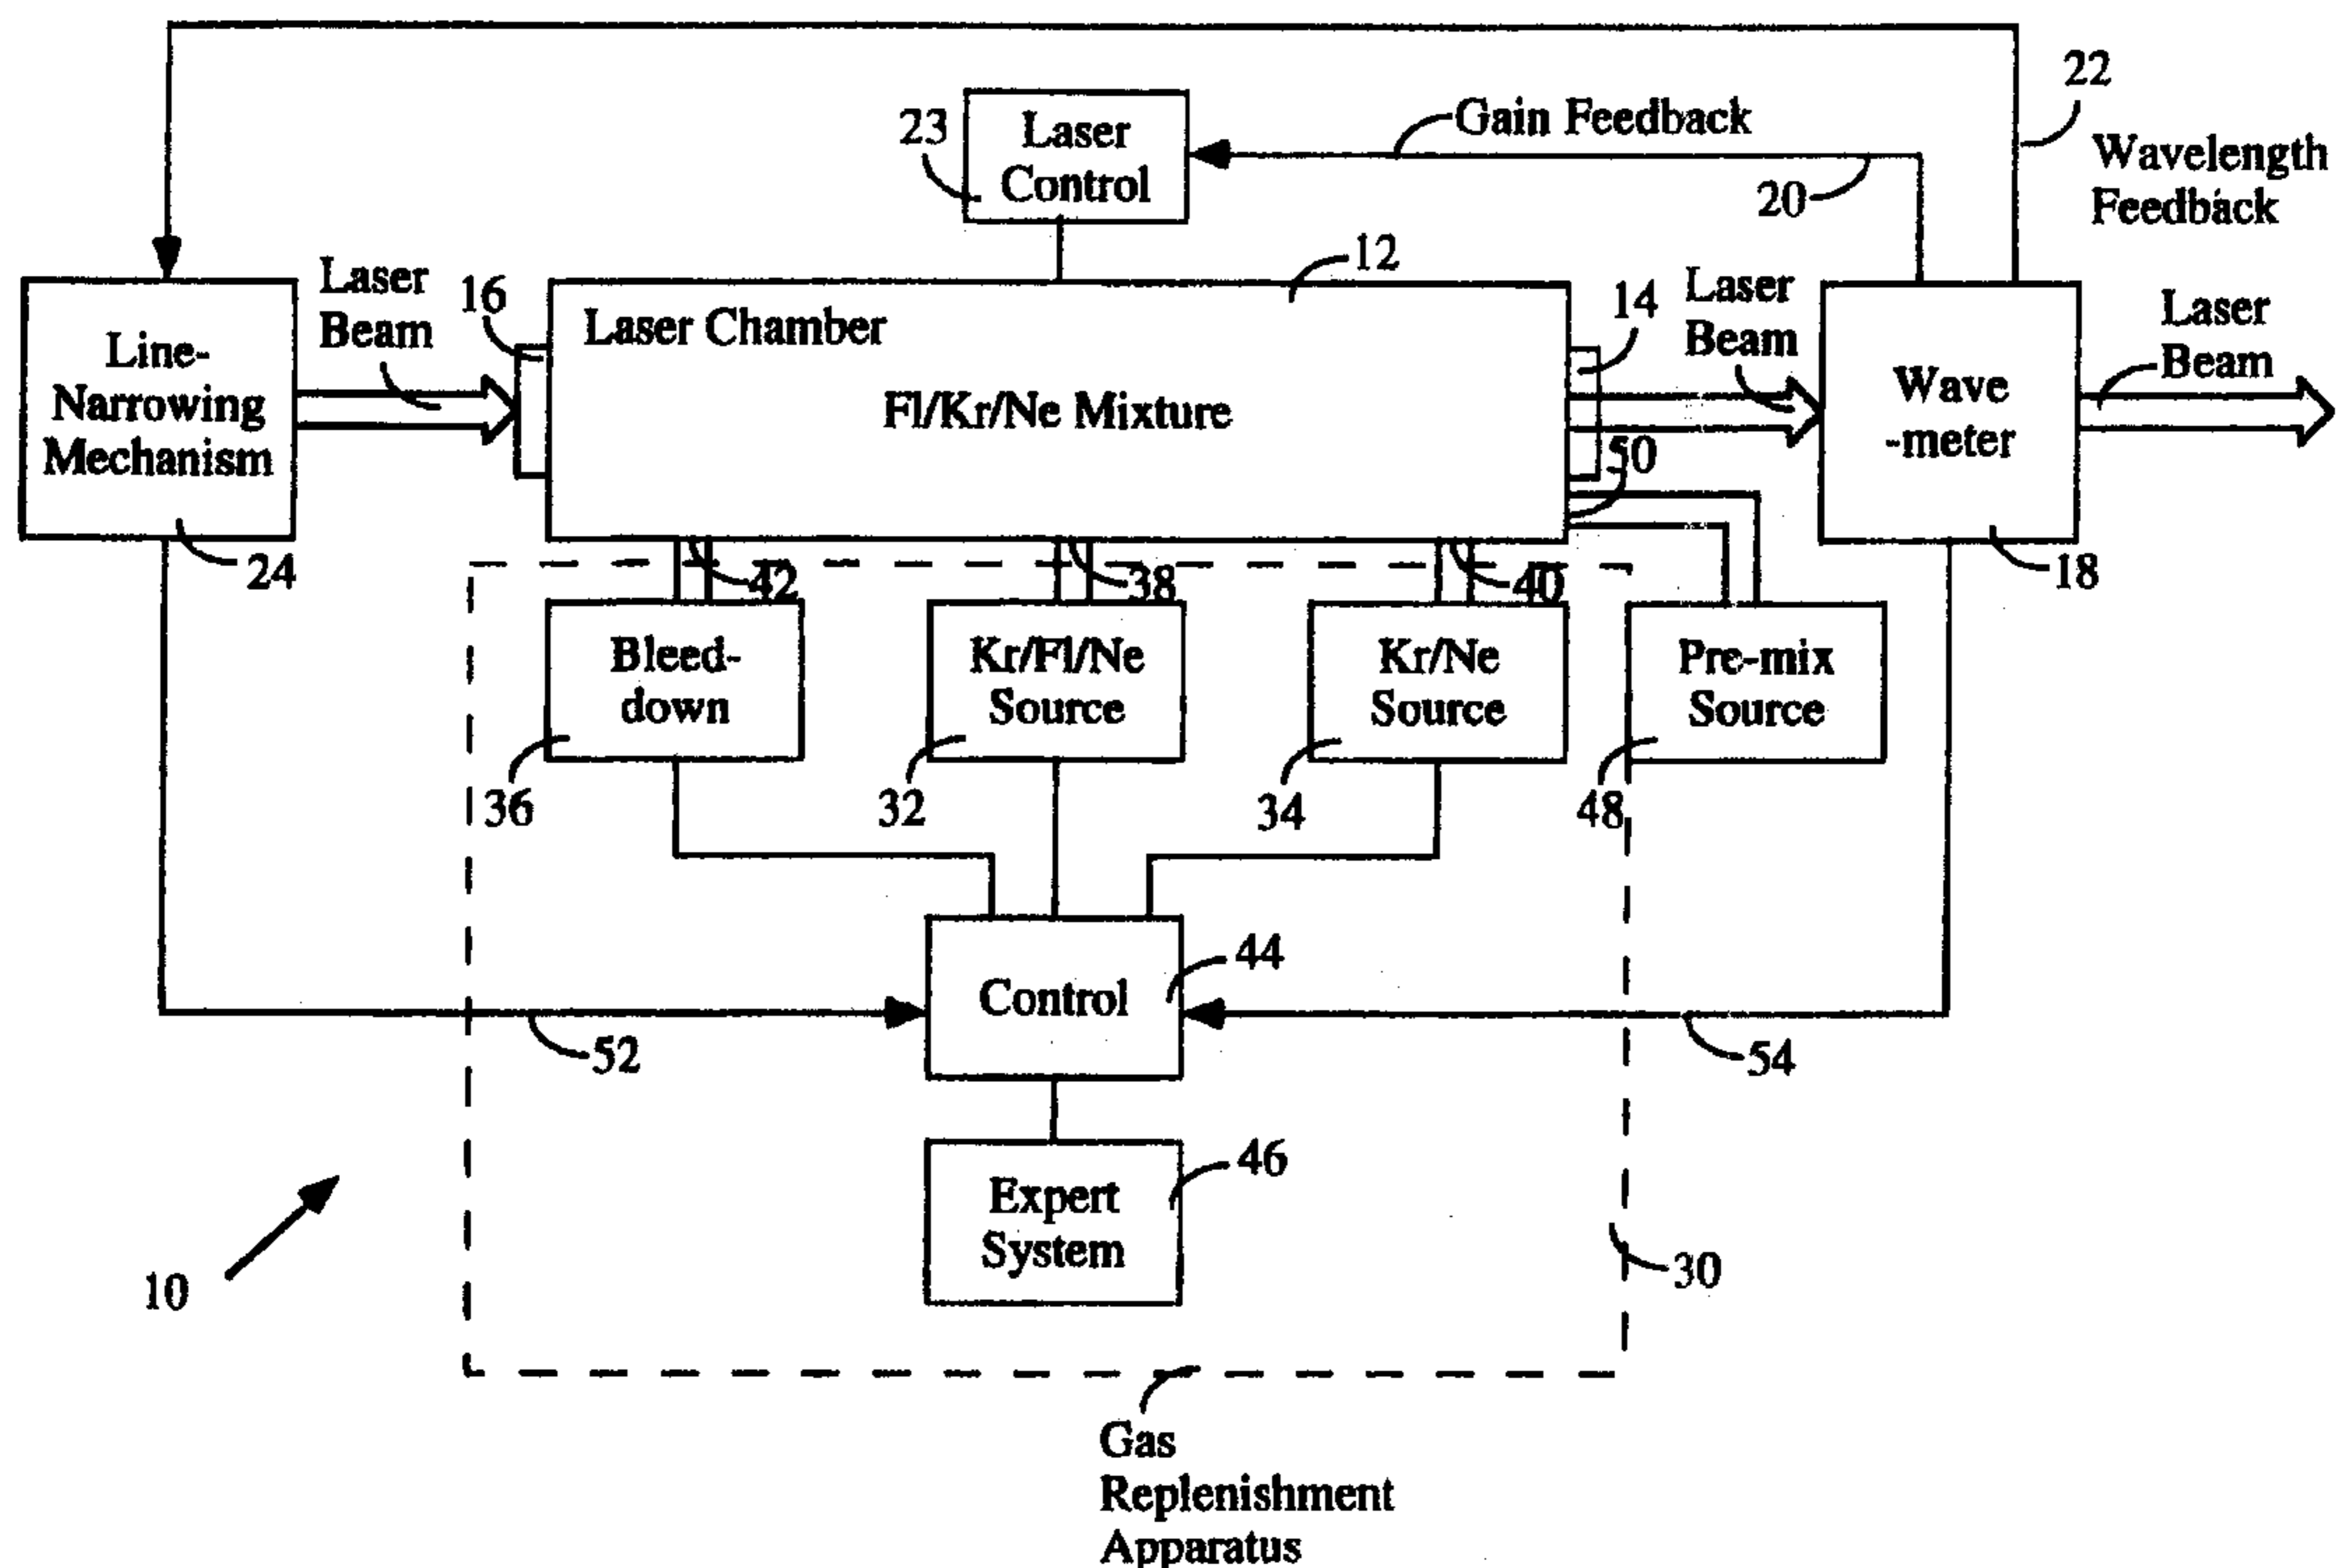 22
Wavelength
Feedback
23
Laser
Control
Gain Feedback
20
Line-
Narrowing
Mechanism
24
Laser
Beam
16
12
Laser Chamber
Fl/Kr/Ne Mixture
14
50
Laser
Beam
Wave
-meter
18
Laser
Beam
42
38
40
Bleed-
down
36
Kr/Fl/Ne
Source
32
Kr/Ne
Source
34
Pre-mix
Source
48
Control
44
52
54
Expert
System
46
10
30
Gas
Replenishment
Apparatus